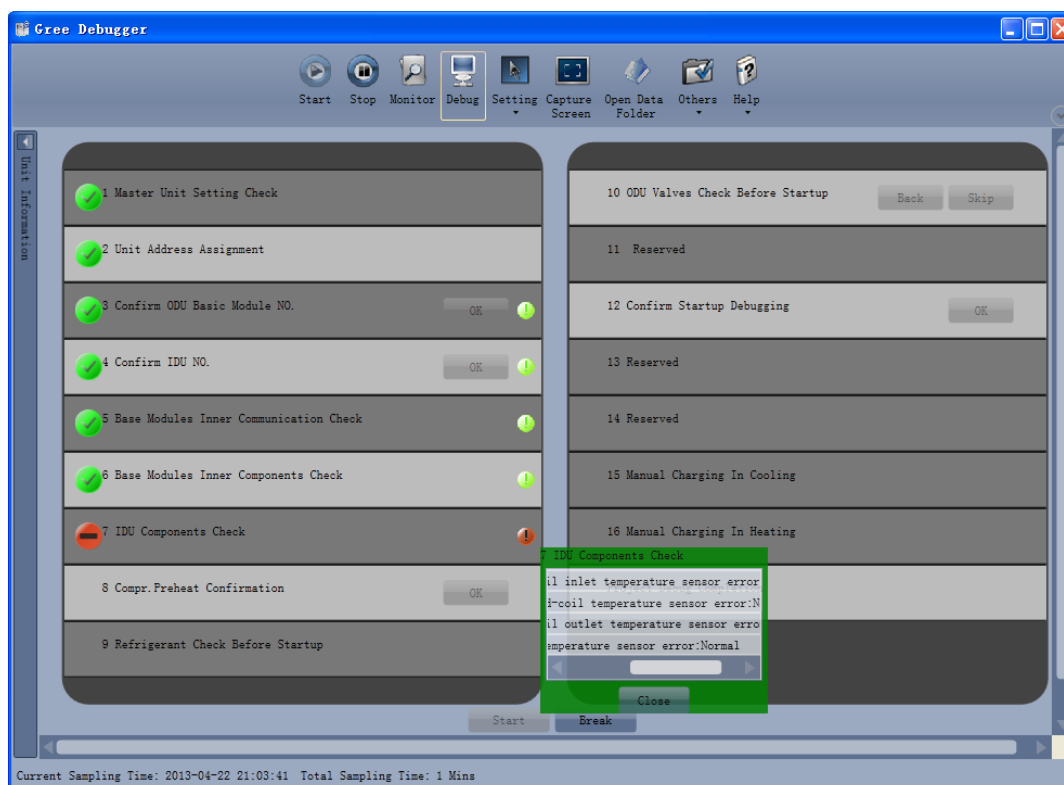 Gree Debugger
Start Stop Monitor Debug Setting Capture Screen Open Data Folder Others Help
Unit Information
1 Master Unit Setting Check
2 Unit Address Assignment
3 Confirm ODU Basic Module NO. OK
4 Confirm IDU NO. OK
5 Base Modules Inner Communication Check
6 Base Modules Inner Components Check
7 IDU Components Check
8 Compr.Preheat Confirmation OK
9 Refrigerant Check Before Startup
10 ODU Valves Check Before Startup Back Skip
11 Reserved
12 Confirm Startup Debugging OK
13 Reserved
14 Reserved
15 Manual Charging In Cooling
16 Manual Charging In Heating
7 IDU Components Check
il inlet temperature sensor error
d-coil temperature sensor error:N
il outlet temperature sensor erro
emperature sensor error:Normal
Close
Start Break
Current Sampling Time: 2013-04-22 21:03:41 Total Sampling Time: 1 Mins